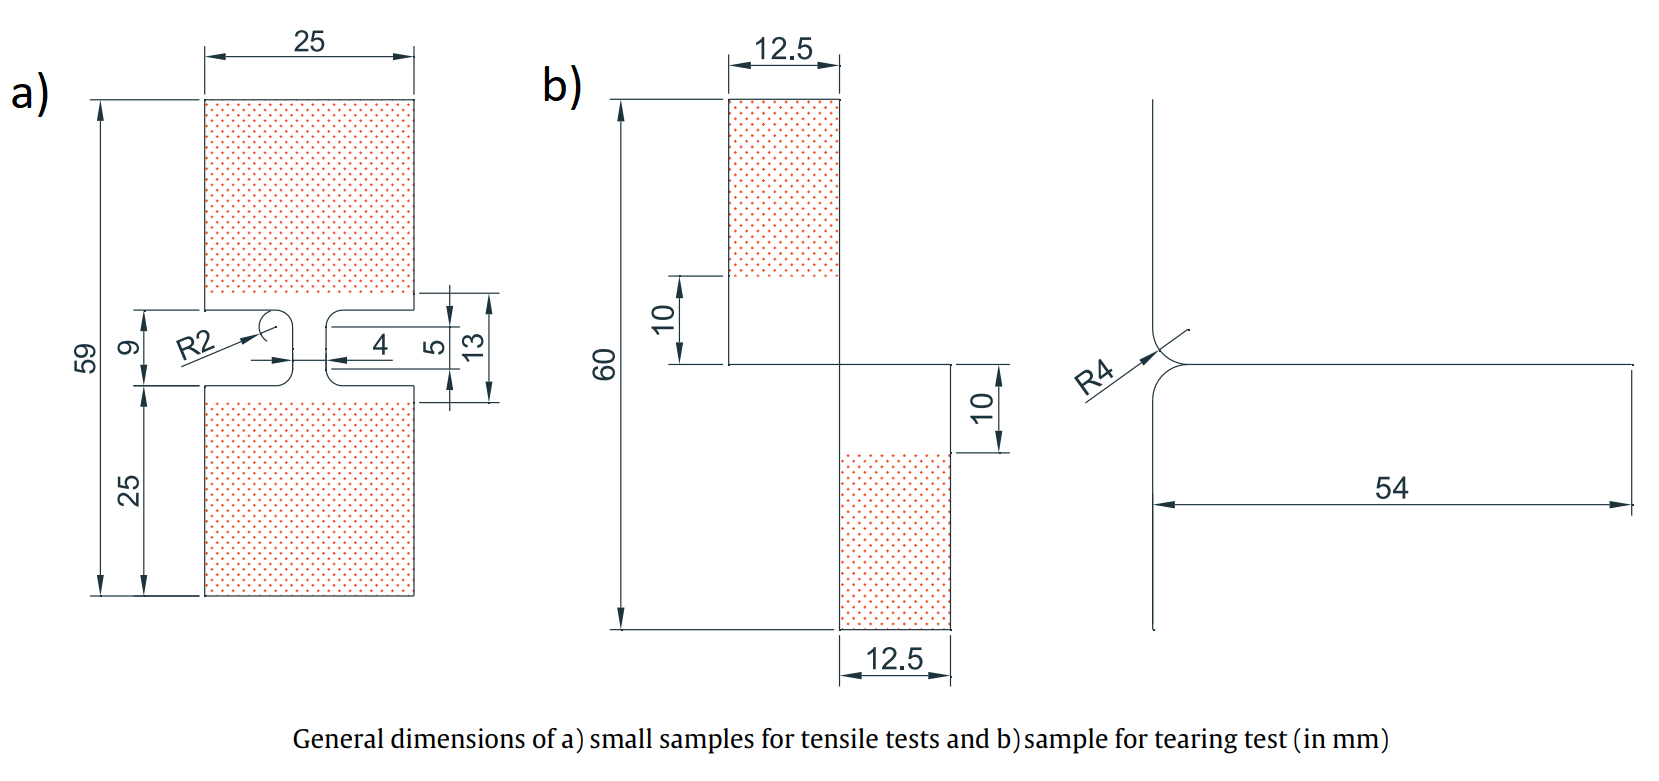 a)
25
59
9
25
R2
4
5
13
b)
12.5
60
10
10
12.5
R4
54
General dimensions of a) small samples for tensile tests and b) sample for tearing test (in mm)